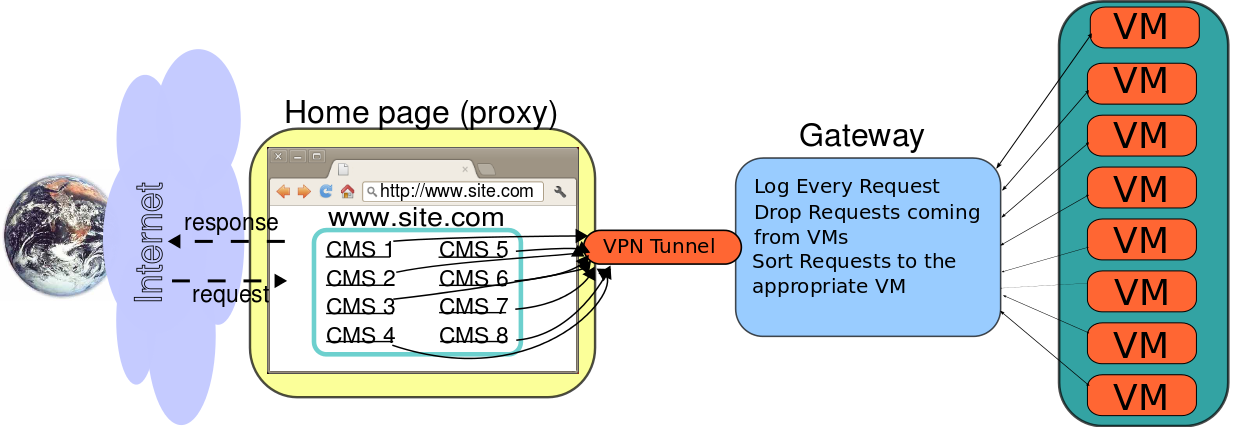 Home page (proxy)
http://www.site.com
www.site.com
CMS 1
CMS 5
CMS 2
CMS 6
CMS 3
CMS 7
CMS 4
CMS 8
Internet
response
request
VPN Tunnel
Gateway
Log Every Request
Drop Requests coming
from VMs
Sort Requests to the
appropriate VM
VM
VM
VM
VM
VM
VM
VM
VM